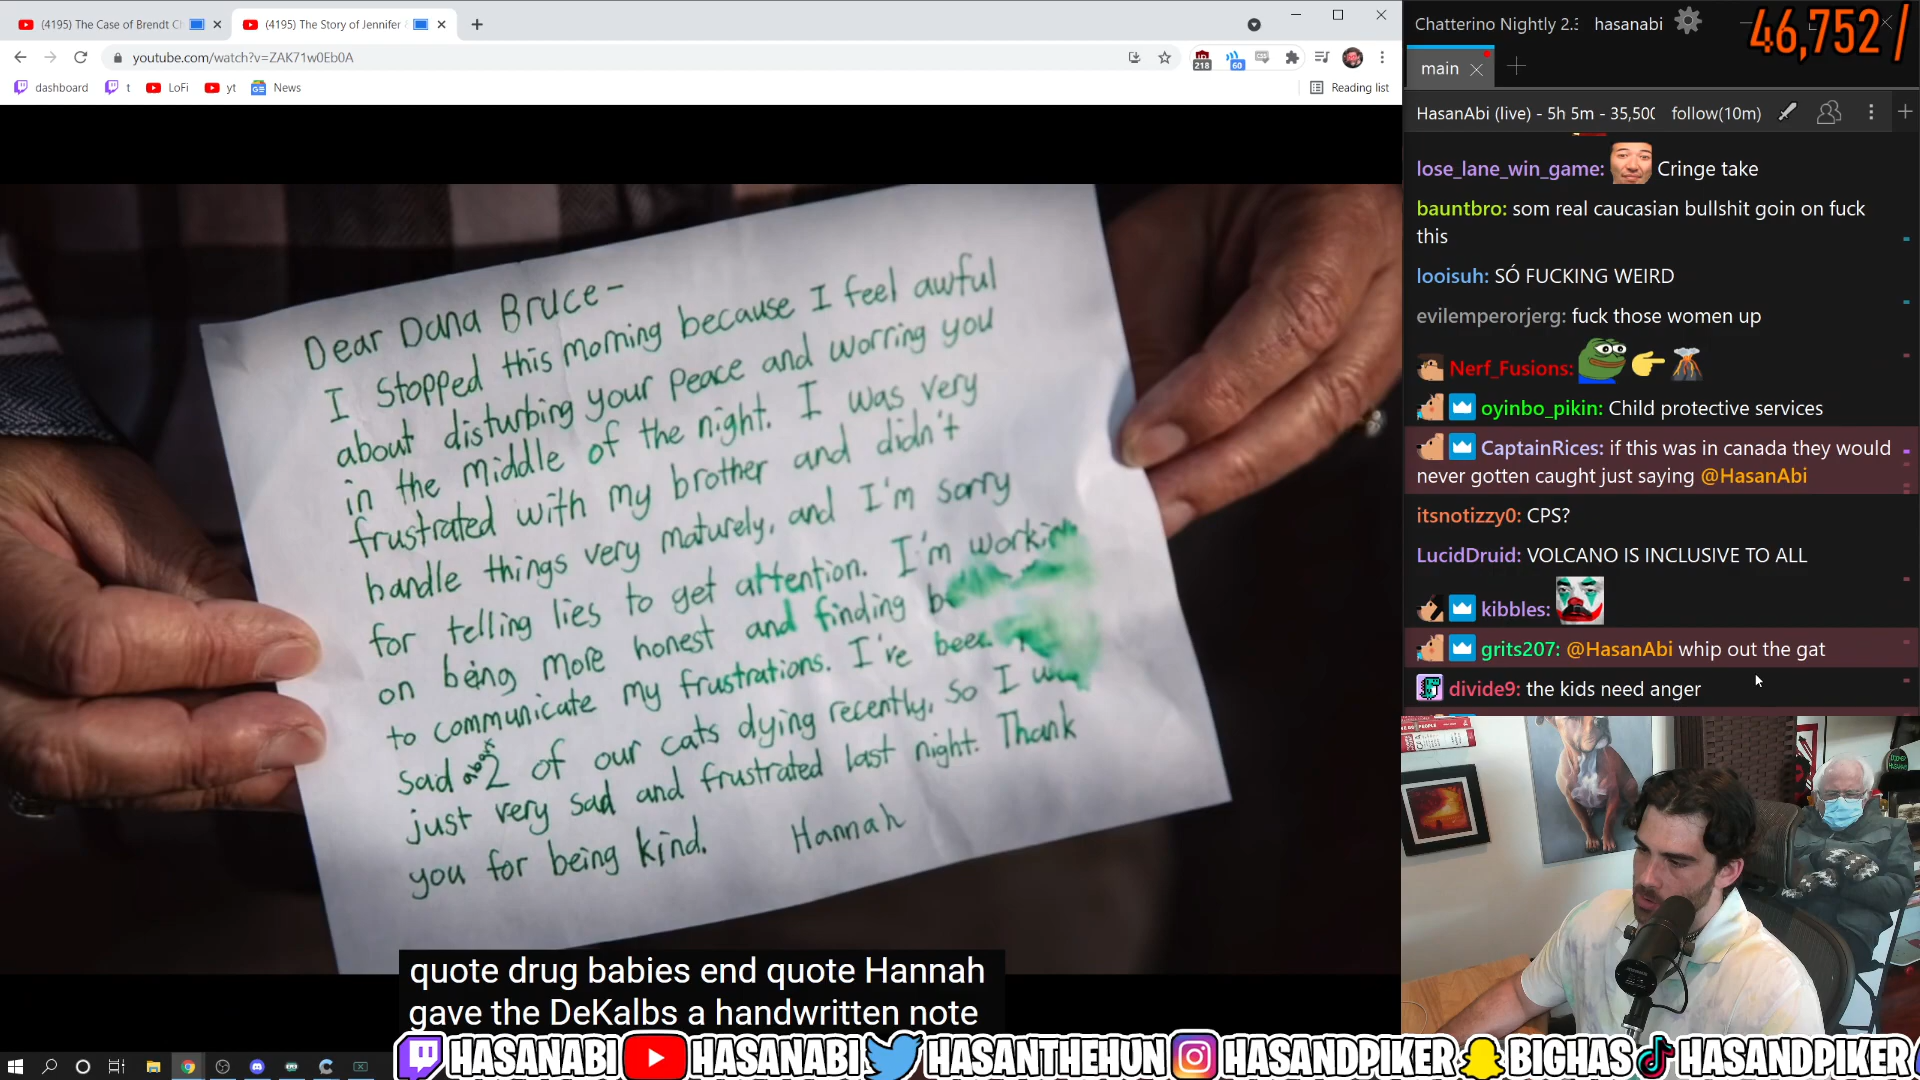 (4195) The Case of Brendt
(4195) The Story of Jennifer
youtube.com/watch?v=ZAK71w0Eb0A
218
60
dashboard
t
LoFi
yt
News
Reading list
Dear Dana Bruce-
I stopped this morning because I feel awful
about disturbing your peace and worring you
in the middle of the night. I was very
frustrated with my brother and didn't
handle things very maturely, and I'm sorry
for telling lies to get attention. I'm working
on being more honest and finding
to communicate my frustrations. I've been
sad about 2 of our cats dying recently, so I was
just very sad and frustrated last night. Thank
you for being kind.
Hannah
quote drug babies end quote Hannah
gave the DeKalbs a handwritten note
Chatterino Nightly 2.
hasanabi
46,752 /
main
HasanAbi (live) - 5h 5m - 35,500
follow(10m)
lose_lane_win_game: Cringe take
bauntbro: som real caucasian bullshit goin on fuck
this
looisuh: SÓ FUCKING WEIRD
evilemperorjerg: fuck those women up
Nerf_Fusions:
oyinbo_pikin: Child protective services
CaptainRices: if this was in canada they would
never gotten caught just saying @HasanAbi
itsnotizzy0: CPS?
LucidDruid: VOLCANO IS INCLUSIVE TO ALL
kibbles:
grits207: @HasanAbi whip out the gat
divide9: the kids need anger
HASANABI
HASANABI
HASANTHEHUN
HASANDPIKER
BIGHAS
HASANDPIKER